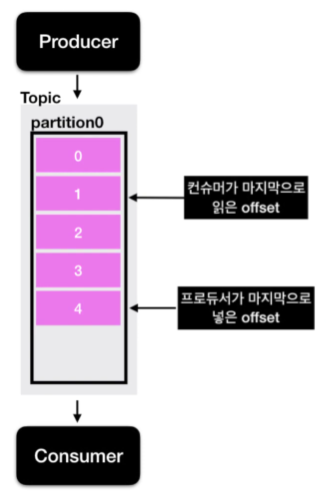 Producer
Topic
partition0
0
1
컨슈머가 마지막으로
읽은 offset
2
3
4
프로듀서가 마지막으로
넣은 offset
Consumer